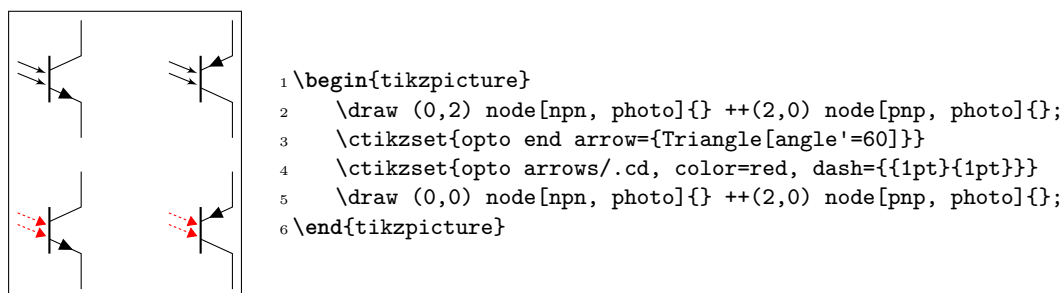 1 \begin{tikzpicture}
2     \draw (0,2) node[npn, photo]{} ++(2,0) node[pnp, photo]{};
3     \ctikzset{opto end arrow={Triangle[angle'=60]}}
4     \ctikzset{opto arrows/.cd, color=red, dash={{1pt}{1pt}}}
5     \draw (0,0) node[npn, photo]{} ++(2,0) node[pnp, photo]{};
6 \end{tikzpicture}